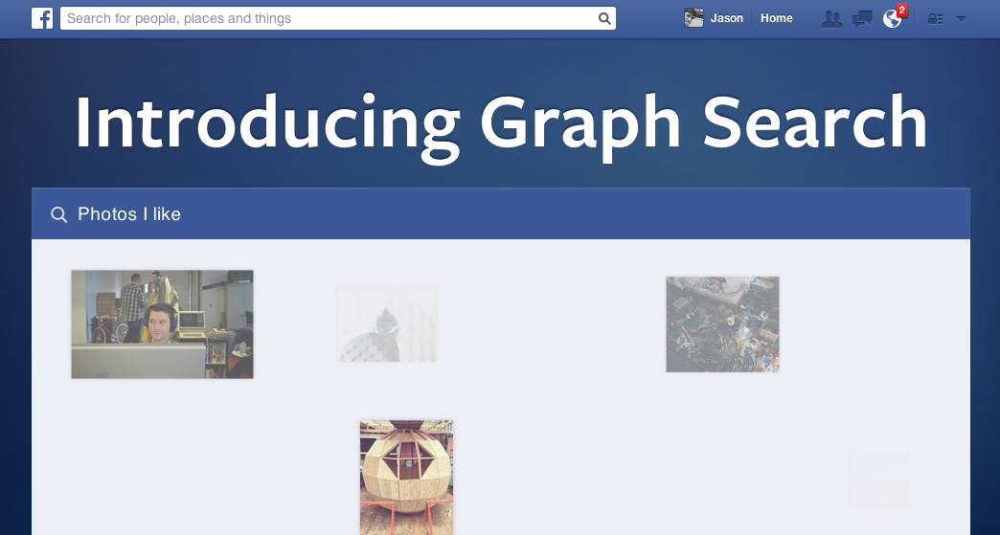 f
Search for people, places and things
Jason
Home
2
Introducing Graph Search
Photos I like